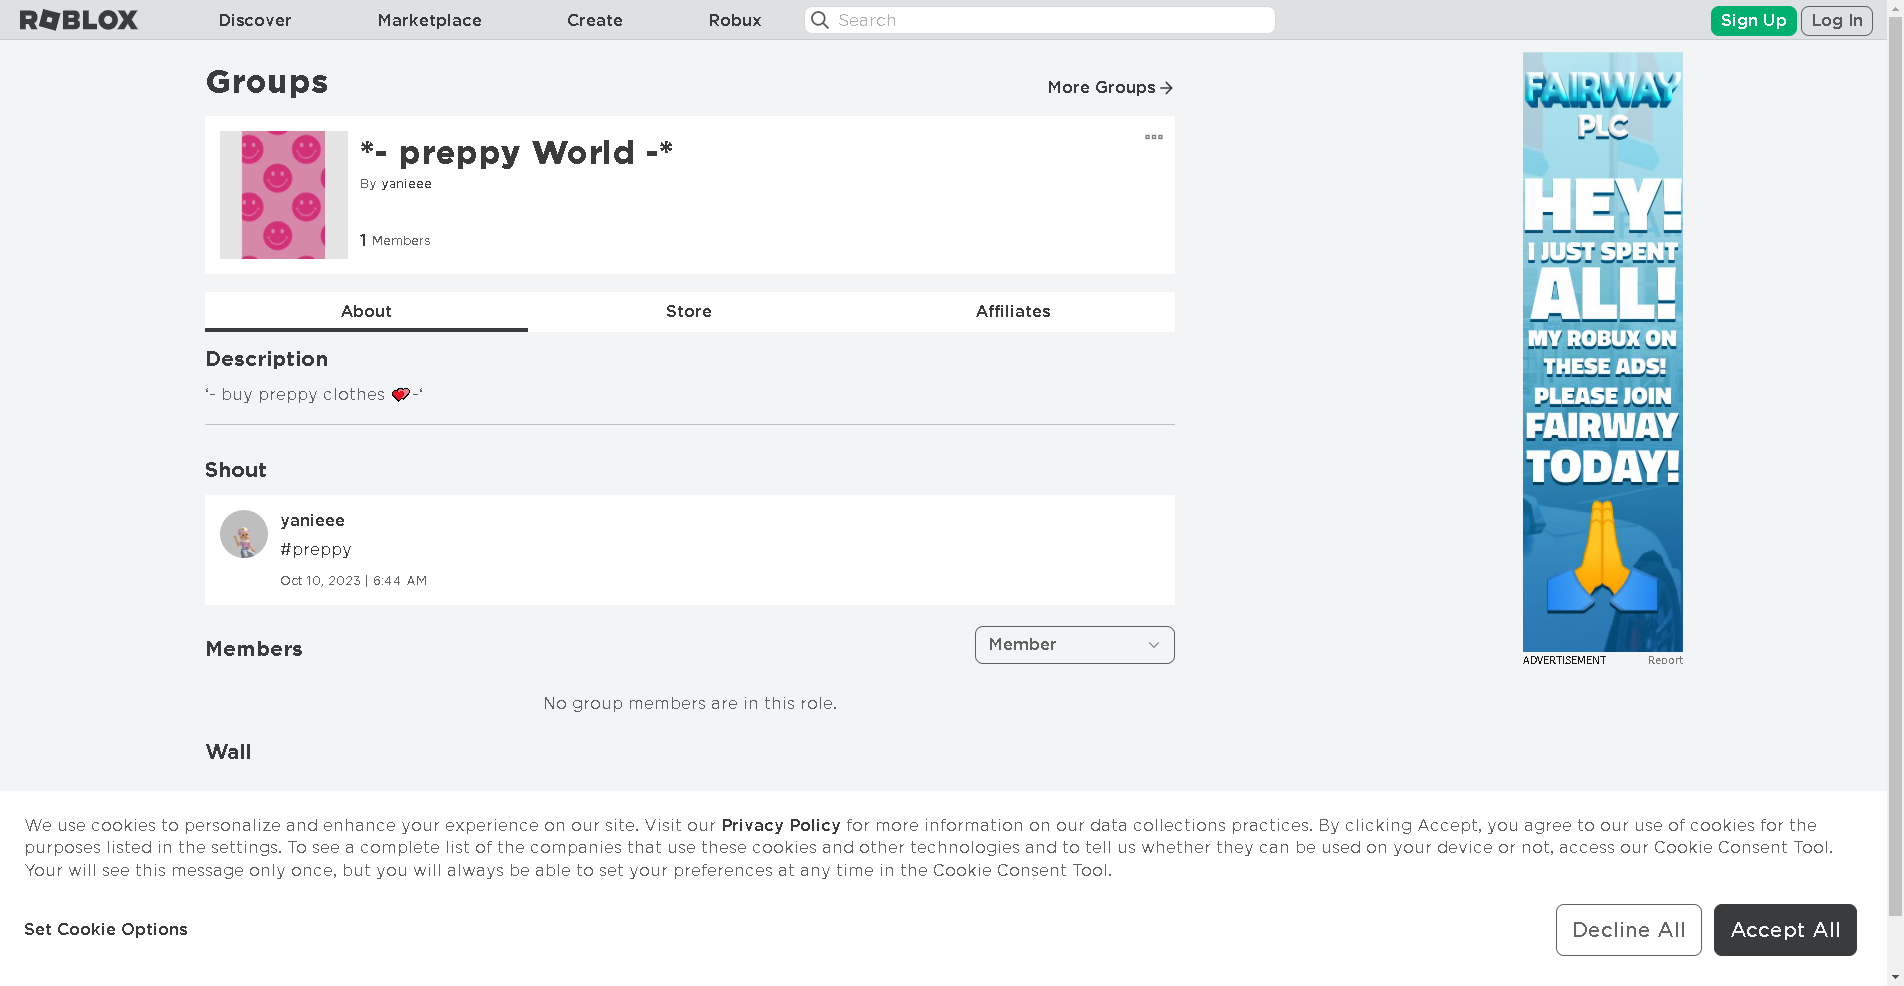 ROBLOX
Discover
Marketplace
Create
Robux
Search
Sign Up
Log In
Groups
More Groups
*- preppy World -*
By yanieee
1 Members
About
Store
Affiliates
Description
‘- buy preppy clothes 💕-‘
Shout
yanieee
#preppy
Oct 10, 2023 | 6:44 AM
Members
Member
No group members are in this role.
Wall
FAIRWAY
PLC
HEY!
I JUST SPENT
ALL!
MY ROBUX ON
THESE ADS!
PLEASE JOIN
FAIRWAY
TODAY!
ADVERTISEMENT
Report
We use cookies to personalize and enhance your experience on our site. Visit our Privacy Policy for more information on our data collections practices. By clicking Accept, you agree to our use of cookies for the
purposes listed in the settings. To see a complete list of the companies that use these cookies and other technologies and to tell us whether they can be used on your device or not, access our Cookie Consent Tool.
Your will see this message only once, but you will always be able to set your preferences at any time in the Cookie Consent Tool.
Set Cookie Options
Decline All
Accept All